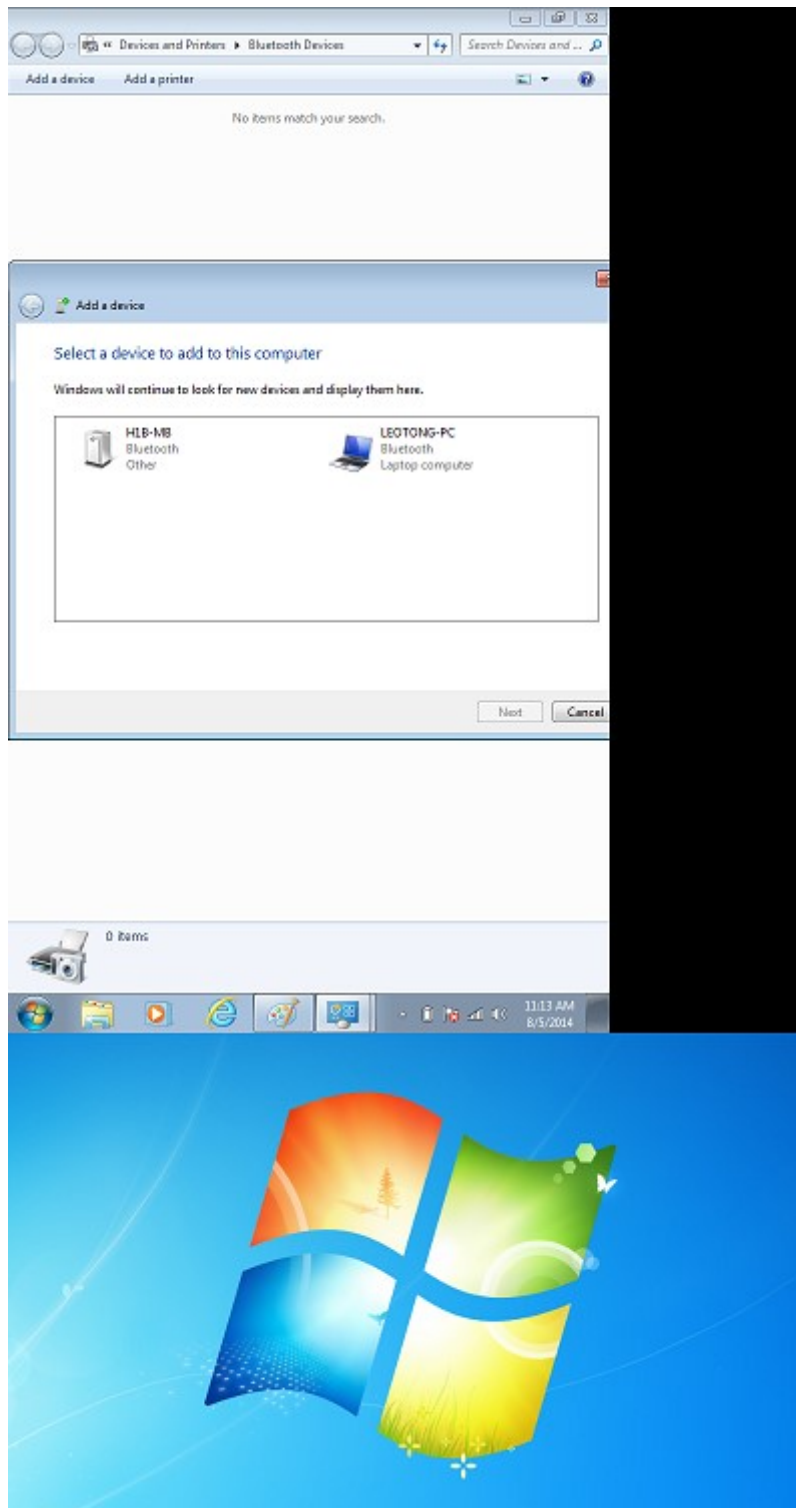 « Devices and Printers ▸ Bluetooth Devices
Search Devices and ...
Add a device Add a printer
No items match your search.
Add a device
Select a device to add to this computer
Windows will continue to look for new devices and display them here.
H1B-MB
Bluetooth
Other
LEOTONG-PC
Bluetooth
Laptop computer
Next Cancel
0 items
11:13 AM
8/5/2014